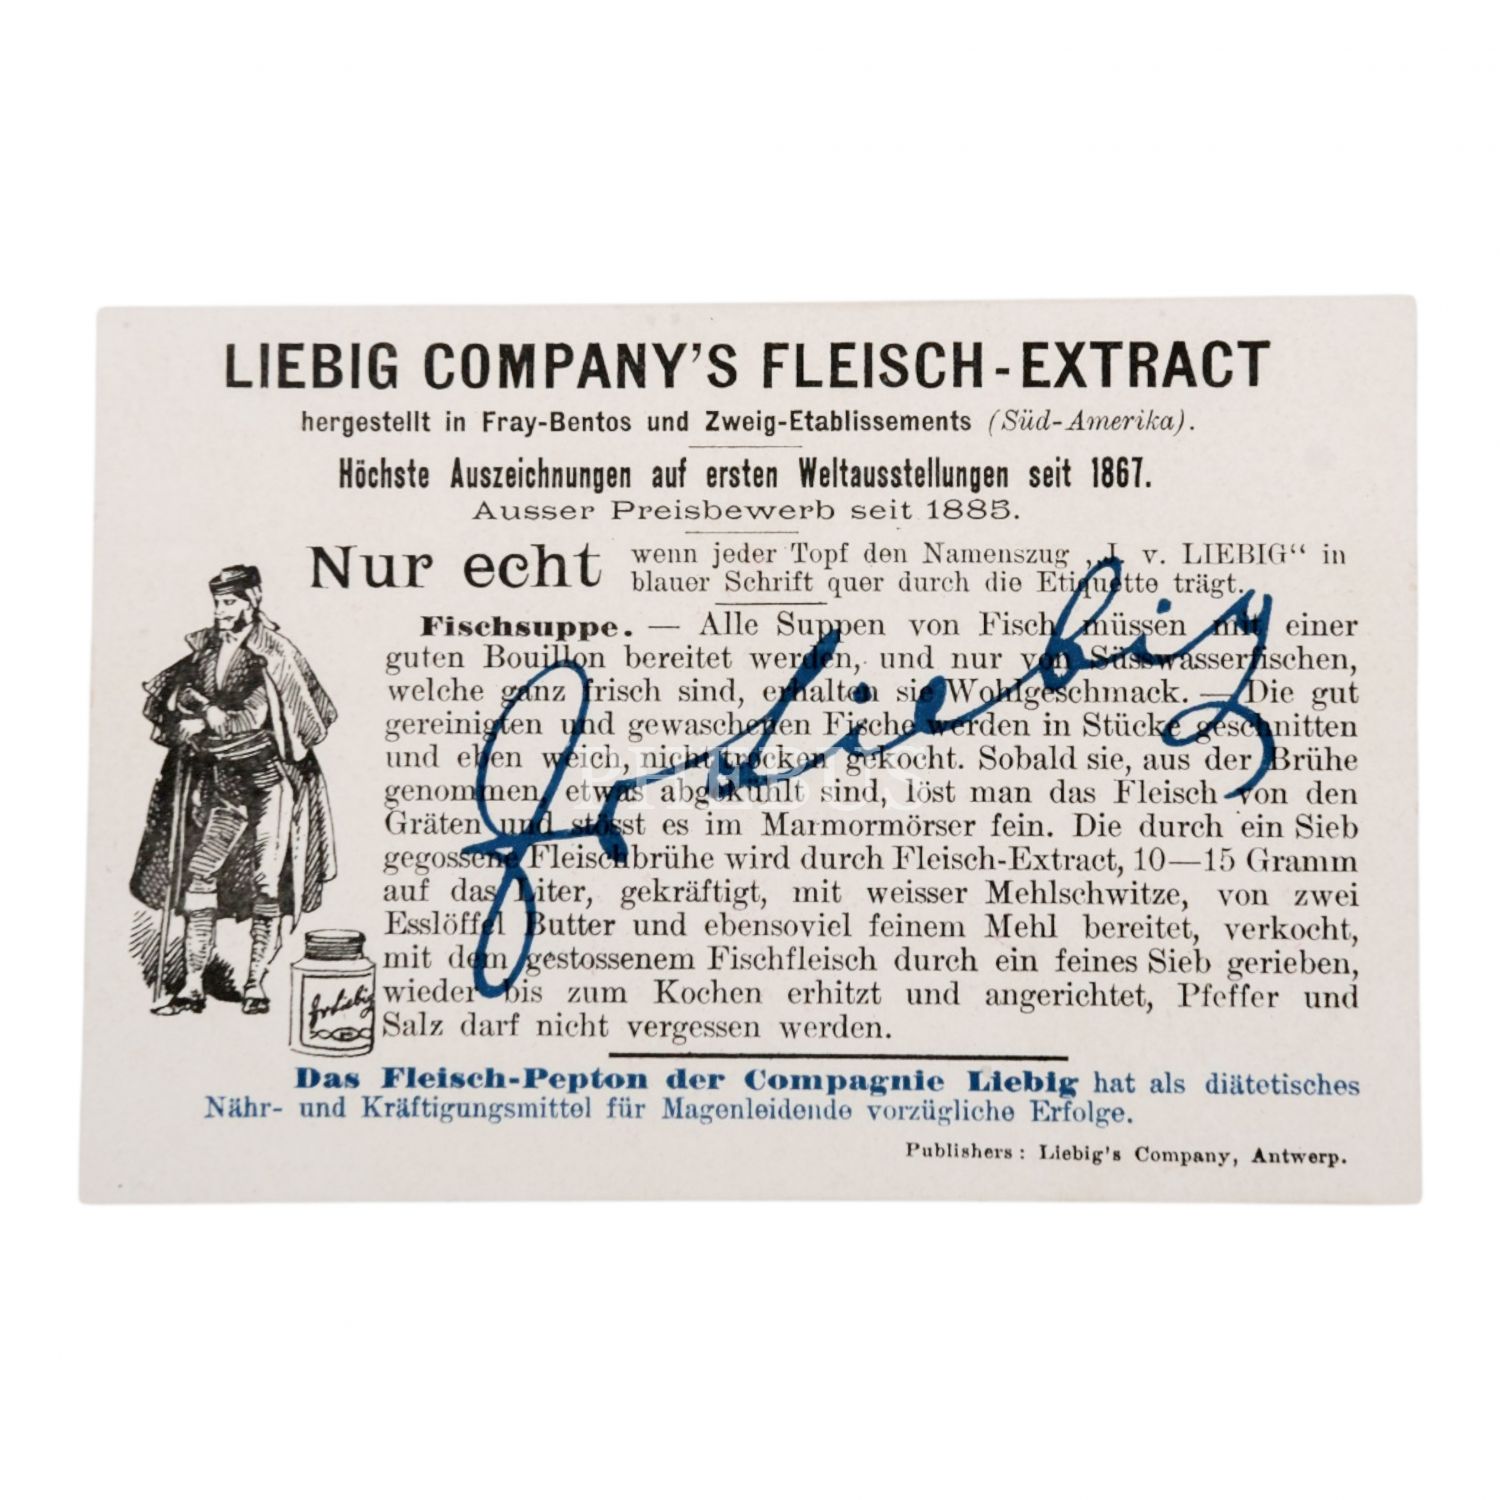 LIEBIG COMPANY'S FLEISCH-EXTRACT
hergestellt in Fray-Bentos und Zweig-Etablissements (Süd-Amerika).
Höchste Auszeichnungen auf ersten Weltausstellungen seit 1867.
Ausser Preisbewerb seit 1885.
Nur echt wenn jeder Topf den Namenszug „J. v. LIEBIG“ in
blauer Schrift quer durch die Etiquette trägt.
Fischsuppe. — Alle Suppen von Fisch müssen mit einer
guten Bouillon bereitet werden, und nur von Süsswasserfischen,
welche ganz frisch sind, erhalten sie Wohlgeschmack. — Die gut
gereinigten und gewaschenen Fische werden in Stücke geschnitten
und eben weich, nicht trocken gekocht. Sobald sie, aus der Brühe
genommen, etwas abgekühlt sind, löst man das Fleisch von den
Gräten und stösst es im Marmormörser fein. Die durch ein Sieb
gegossene Fleischbrühe wird durch Fleisch-Extract, 10—15 Gramm
auf das Liter, gekräftigt, mit weisser Mehlschwitze, von zwei
Esslöffel Butter und ebensoviel feinem Mehl bereitet, verkocht,
mit dem gestossenem Fischfleisch durch ein feines Sieb gerieben,
wieder bis zum Kochen erhitzt und angerichtet, Pfeffer und
Salz darf nicht vergessen werden.
JvLiebig
JvLiebig
PHEBUS
Das Fleisch-Pepton der Compagnie Liebig hat als diätetisches
Nähr- und Kräftigungsmittel für Magenleidende vorzügliche Erfolge.
Publishers: Liebig's Company, Antwerp.